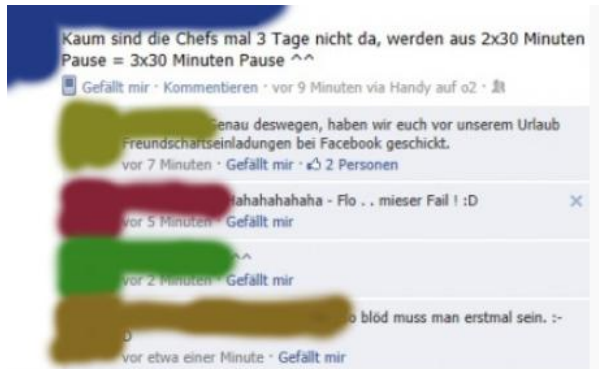 Kaum sind die Chefs mal 3 Tage nicht da, werden aus 2x30 Minuten
Pause = 3x30 Minuten Pause ^^
Gefällt mir · Kommentieren · vor 9 Minuten via Handy auf o2 ·
Genau deswegen, haben wir euch vor unserem Urlaub
Freundschaftseinladungen bei Facebook geschickt.
vor 7 Minuten · Gefällt mir · 2 Personen
Hahahahahaha - Flo . . mieser Fail ! :D
vor 5 Minuten · Gefällt mir
^^
vor 2 Minuten · Gefällt mir
blöd muss man erstmal sein. :-
D
vor etwa einer Minute · Gefällt mir